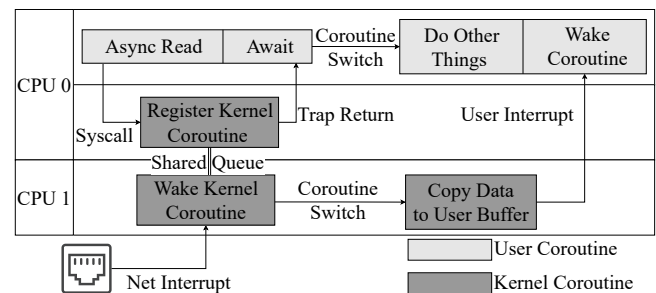 Async Read
Await
Coroutine
Switch
Do Other
Things
Wake
Coroutine
CPU 0
Syscall
Register Kernel
Coroutine
Trap Return
User Interrupt
Shared Queue
CPU 1
Wake Kernel
Coroutine
Coroutine
Switch
Copy Data
to User Buffer
Net Interrupt
User Coroutine
Kernel Coroutine